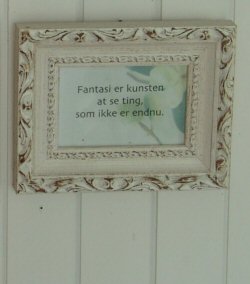 Fantasi er kunsten
at se ting,
som ikke er endnu.